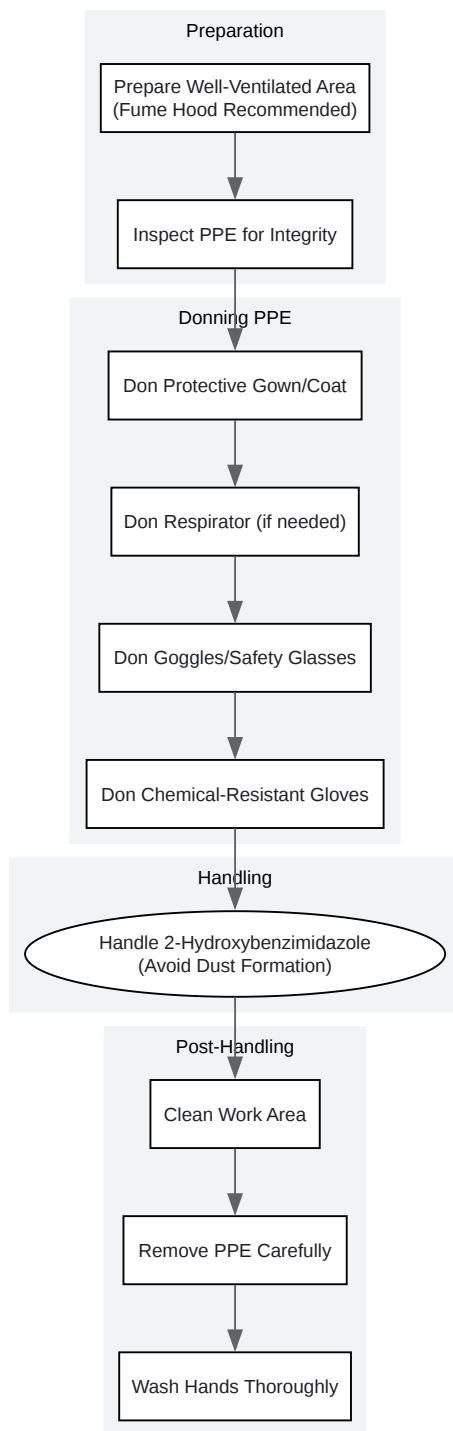 Preparation
Prepare Well-Ventilated Area
(Fume Hood Recommended)
Inspect PPE for Integrity
Donning PPE
Don Protective Gown/Coat
Don Respirator (if needed)
Don Goggles/Safety Glasses
Don Chemical-Resistant Gloves
Handling
Handle 2-Hydroxybenzimidazole
(Avoid Dust Formation)
Post-Handling
Clean Work Area
Remove PPE Carefully
Wash Hands Thoroughly